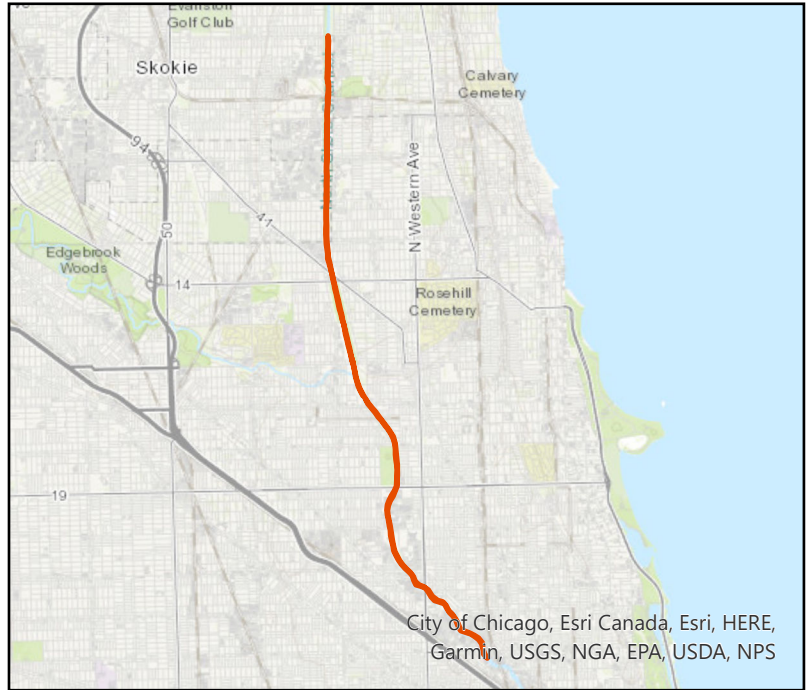 Evanston
Golf Club
Skokie
Calvary
Cemetery
94
N Western Ave
41
50
Edgebrook
Woods
14
Rosehill
Cemetery
19
City of Chicago, Esri Canada, Esri, HERE,
Garmin, USGS, NGA, EPA, USDA, NPS